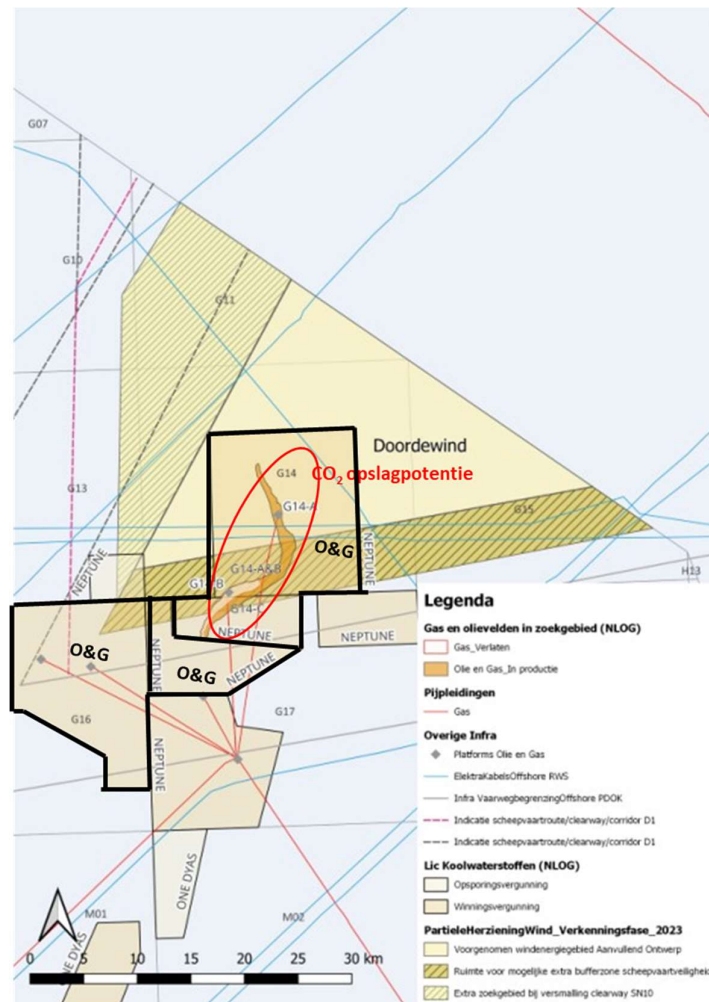 G07
G10
G11
Doordewind
G14
CO2 opslagpotentie
G13
G14-A
G15
O&G
NEPTUNE
G14-A&B
NEPTUNE
H13
G14-C
NEPTUNE
NEPTUNE
O&G
O&G
NEPTUNE
NEPTUNE
G16
G17
NEPTUNE
ONE DYAS
M01
M02
ONE DYAS
0 5 10 15 20 25 30 km
Legenda
Gas en olievelden in zoekgebied (NLOG)
Gas_Verlaten
Olie en Gas_In productie
Pijpleidingen
Gas
Overige Infra
Platforms Olie en Gas
ElektraKabelsOffshore RWS
Infra VaarwegbegrenzingOffshore PDOK
Indicatie scheepvaartroute/clearway/corridor D1
Indicatie scheepvaartroute/clearway/corridor D1
Lic Koolwaterstoffen (NLOG)
Opsporingsvergunning
Winningsvergunning
PartieleHerzieningWind_Verkenningsfase_2023
Voorgenomen windenergiegebied Aanvullend Ontwerp
Ruimte voor mogelijke extra bufferzone scheepvaartveiligheid
Extra zoekgebied bij versmalling clearway SN10